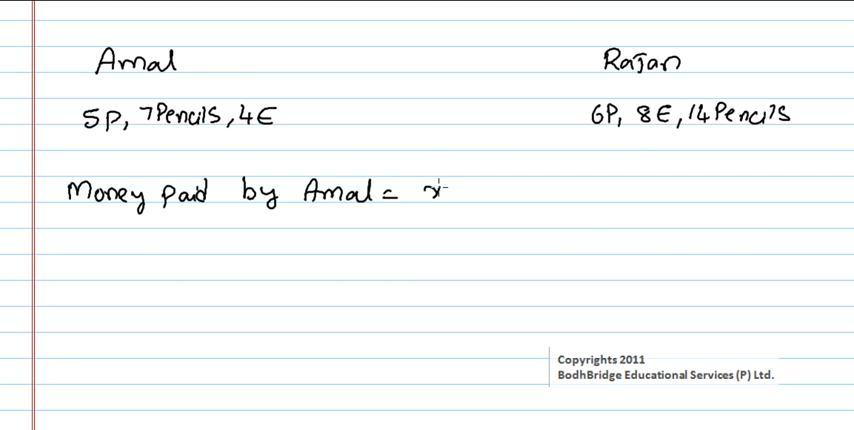 Amal Rajan
5P, 7Pencils, 4E 6P, 8E, 14Pencils
Money paid by Amal = x
Copyrights 2011
BodhBridge Educational Services (P) Ltd.